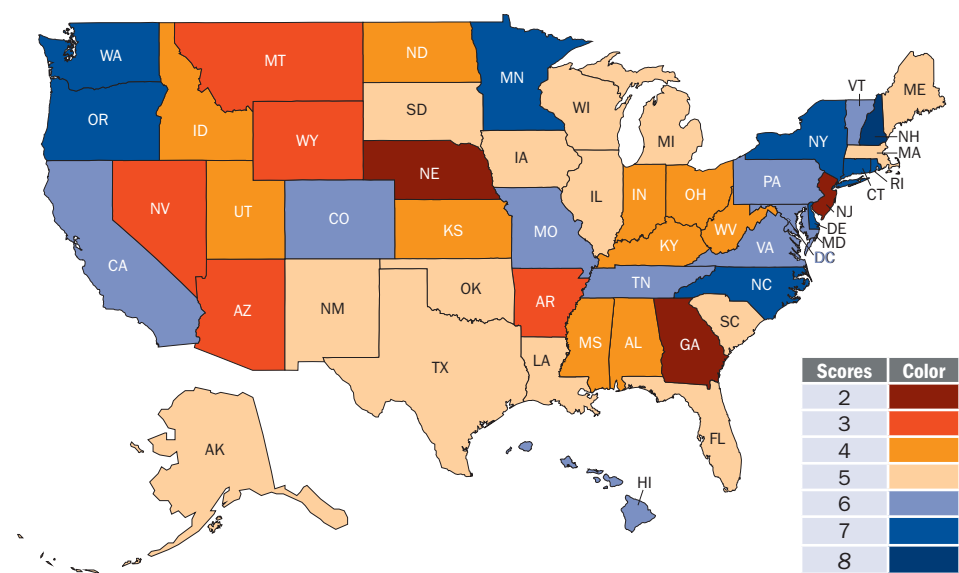 VT
WA
MT
ND
MN
ME
OR
ID
SD
WI
MI
NY
NH
MA
WY
IA
NE
PA
RI
CT
NV
UT
CO
IL
IN
OH
NJ
KS
MO
WV
DE
MD
CA
KY
VA
DC
OK
TN
NC
AZ
NM
AR
SC
MS
AL
GA
TX
LA
Scores Color
2
3
FL
4
AK
5
HI
6
7
8